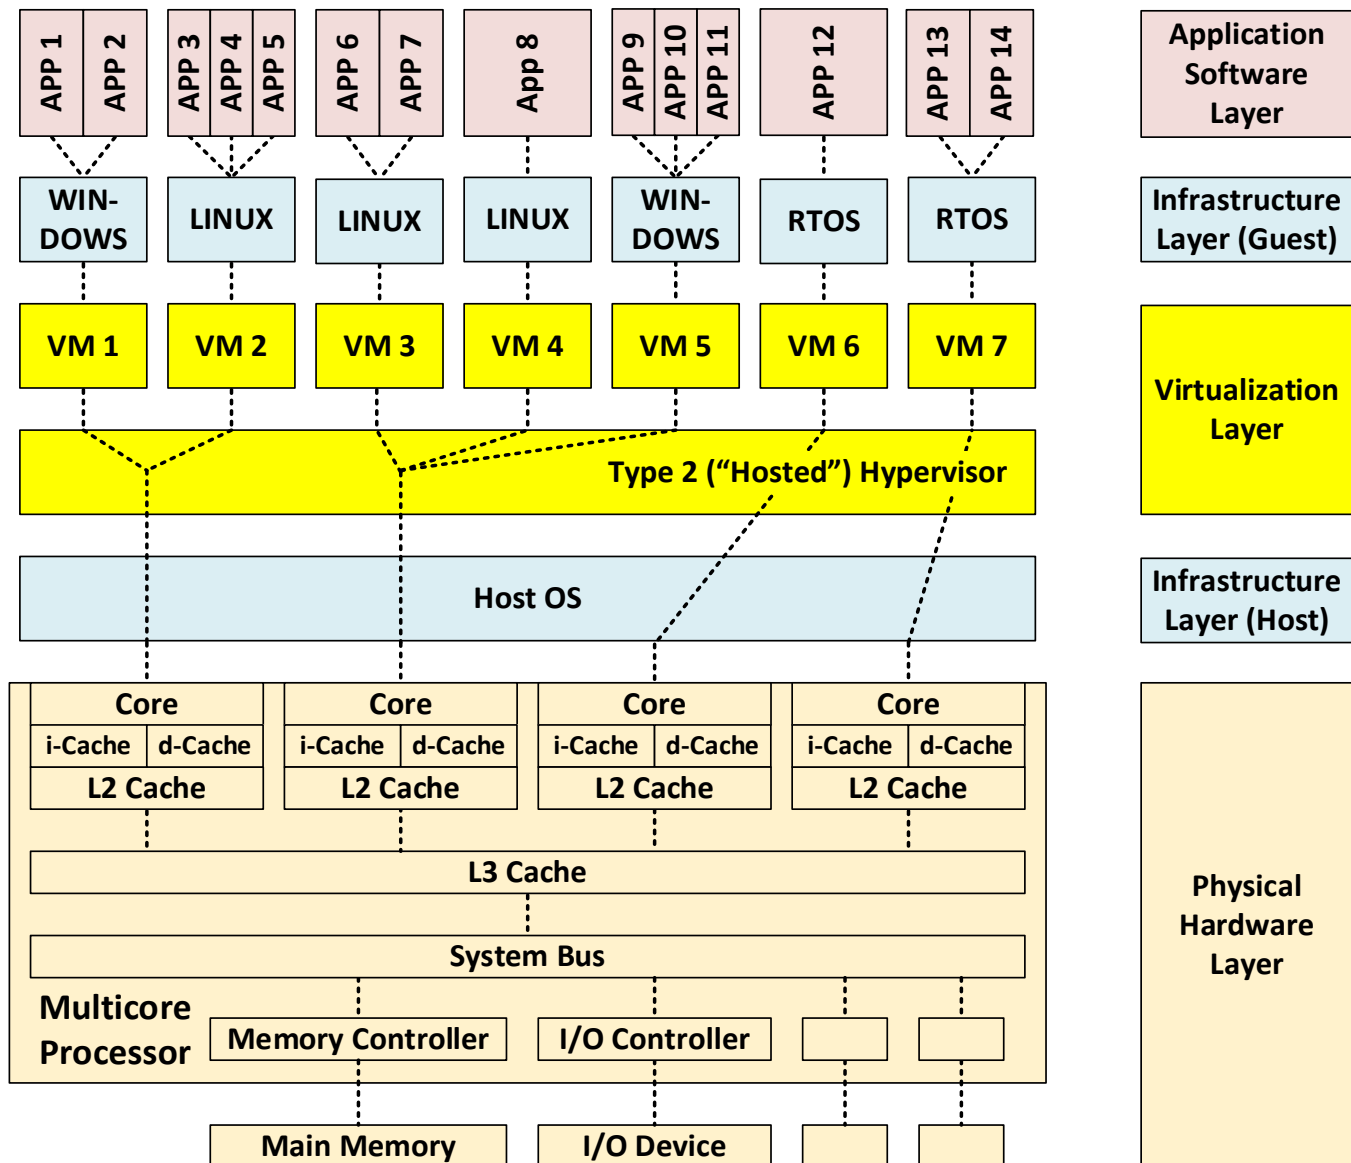 APP 1
APP 2
APP 3
APP 4
APP 5
APP 6
APP 7
App 8
APP 9
APP 10
APP 11
APP 12
APP 13
APP 14
Application
Software
Layer
WIN-
DOWS
LINUX
LINUX
LINUX
WIN-
DOWS
RTOS
RTOS
Infrastructure
Layer (Guest)
VM 1
VM 2
VM 3
VM 4
VM 5
VM 6
VM 7
Virtualization
Layer
Type 2 (“Hosted”) Hypervisor
Host OS
Infrastructure
Layer (Host)
Core
Core
Core
Core
i-Cache
d-Cache
i-Cache
d-Cache
i-Cache
d-Cache
i-Cache
d-Cache
L2 Cache
L2 Cache
L2 Cache
L2 Cache
L3 Cache
System Bus
Physical
Hardware
Layer
Multicore
Processor
Memory Controller
I/O Controller
Main Memory
I/O Device